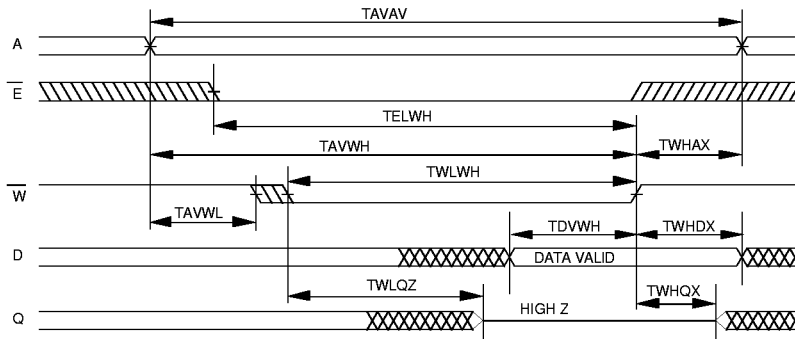 TAVAV
A
E
TELWH
TAVWH TWHAX
TWLWH
W
TAVWL
TDVWH TWHDX
D DATA VALID
TWLQZ TWHQX
Q HIGH Z